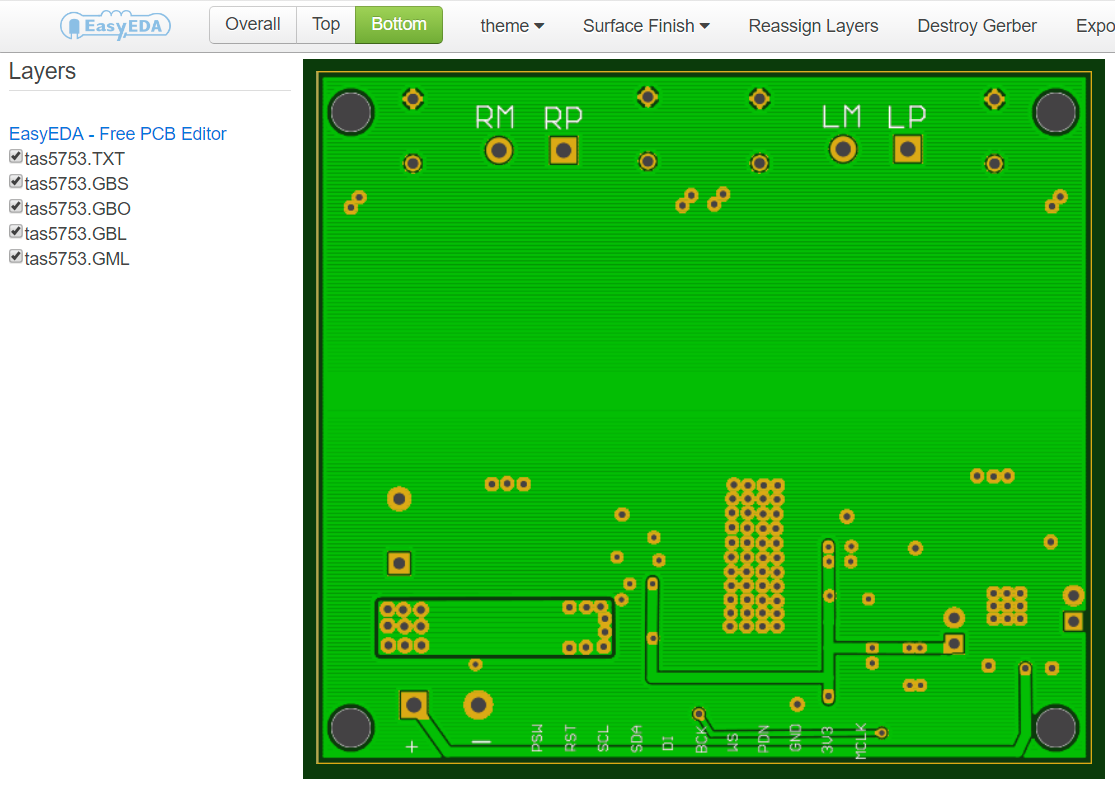 EasyEDA
Overall Top Bottom theme Surface Finish Reassign Layers Destroy Gerber Expo
Layers
EasyEDA - Free PCB Editor
tas5753.TXT
tas5753.GBS
tas5753.GBO
tas5753.GBL
tas5753.GML
RM RP LM LP
+ — PSW RST SCL SDA DI BCK WS PDN GND 3V3 MCLK